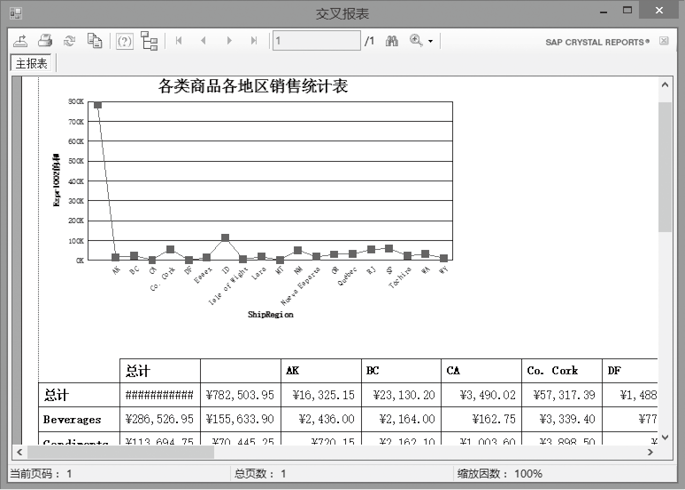 交叉报表
/1
SAP CRYSTAL REPORTS®
主报表
各类商品各地区销售统计表
800K
700K
600K
500K
400K
300K
200K
100K
0K
Expr1002的和
AK
BC
CA
Co. Cork
DF
Essex
ID
Isle of Wight
Lara
MT
NM
Nueva Esparta
OR
Québec
RJ
SP
Táchira
WA
WY
ShipRegion
总计 AK BC CA Co. Cork DF
总计 ########### ¥782,503.95 ¥16,325.15 ¥23,130.20 ¥3,490.02 ¥57,317.39 ¥1,488
Beverages ¥286,526.95 ¥155,633.90 ¥2,436.00 ¥2,164.00 ¥162.75 ¥3,339.40 ¥77
Condiments ¥113,694.75 ¥70,445.25 ¥720.15 ¥2,162.10 ¥1,003.60 ¥3,898.50 ¥
当前页码： 1 总页数： 1 缩放因数： 100%